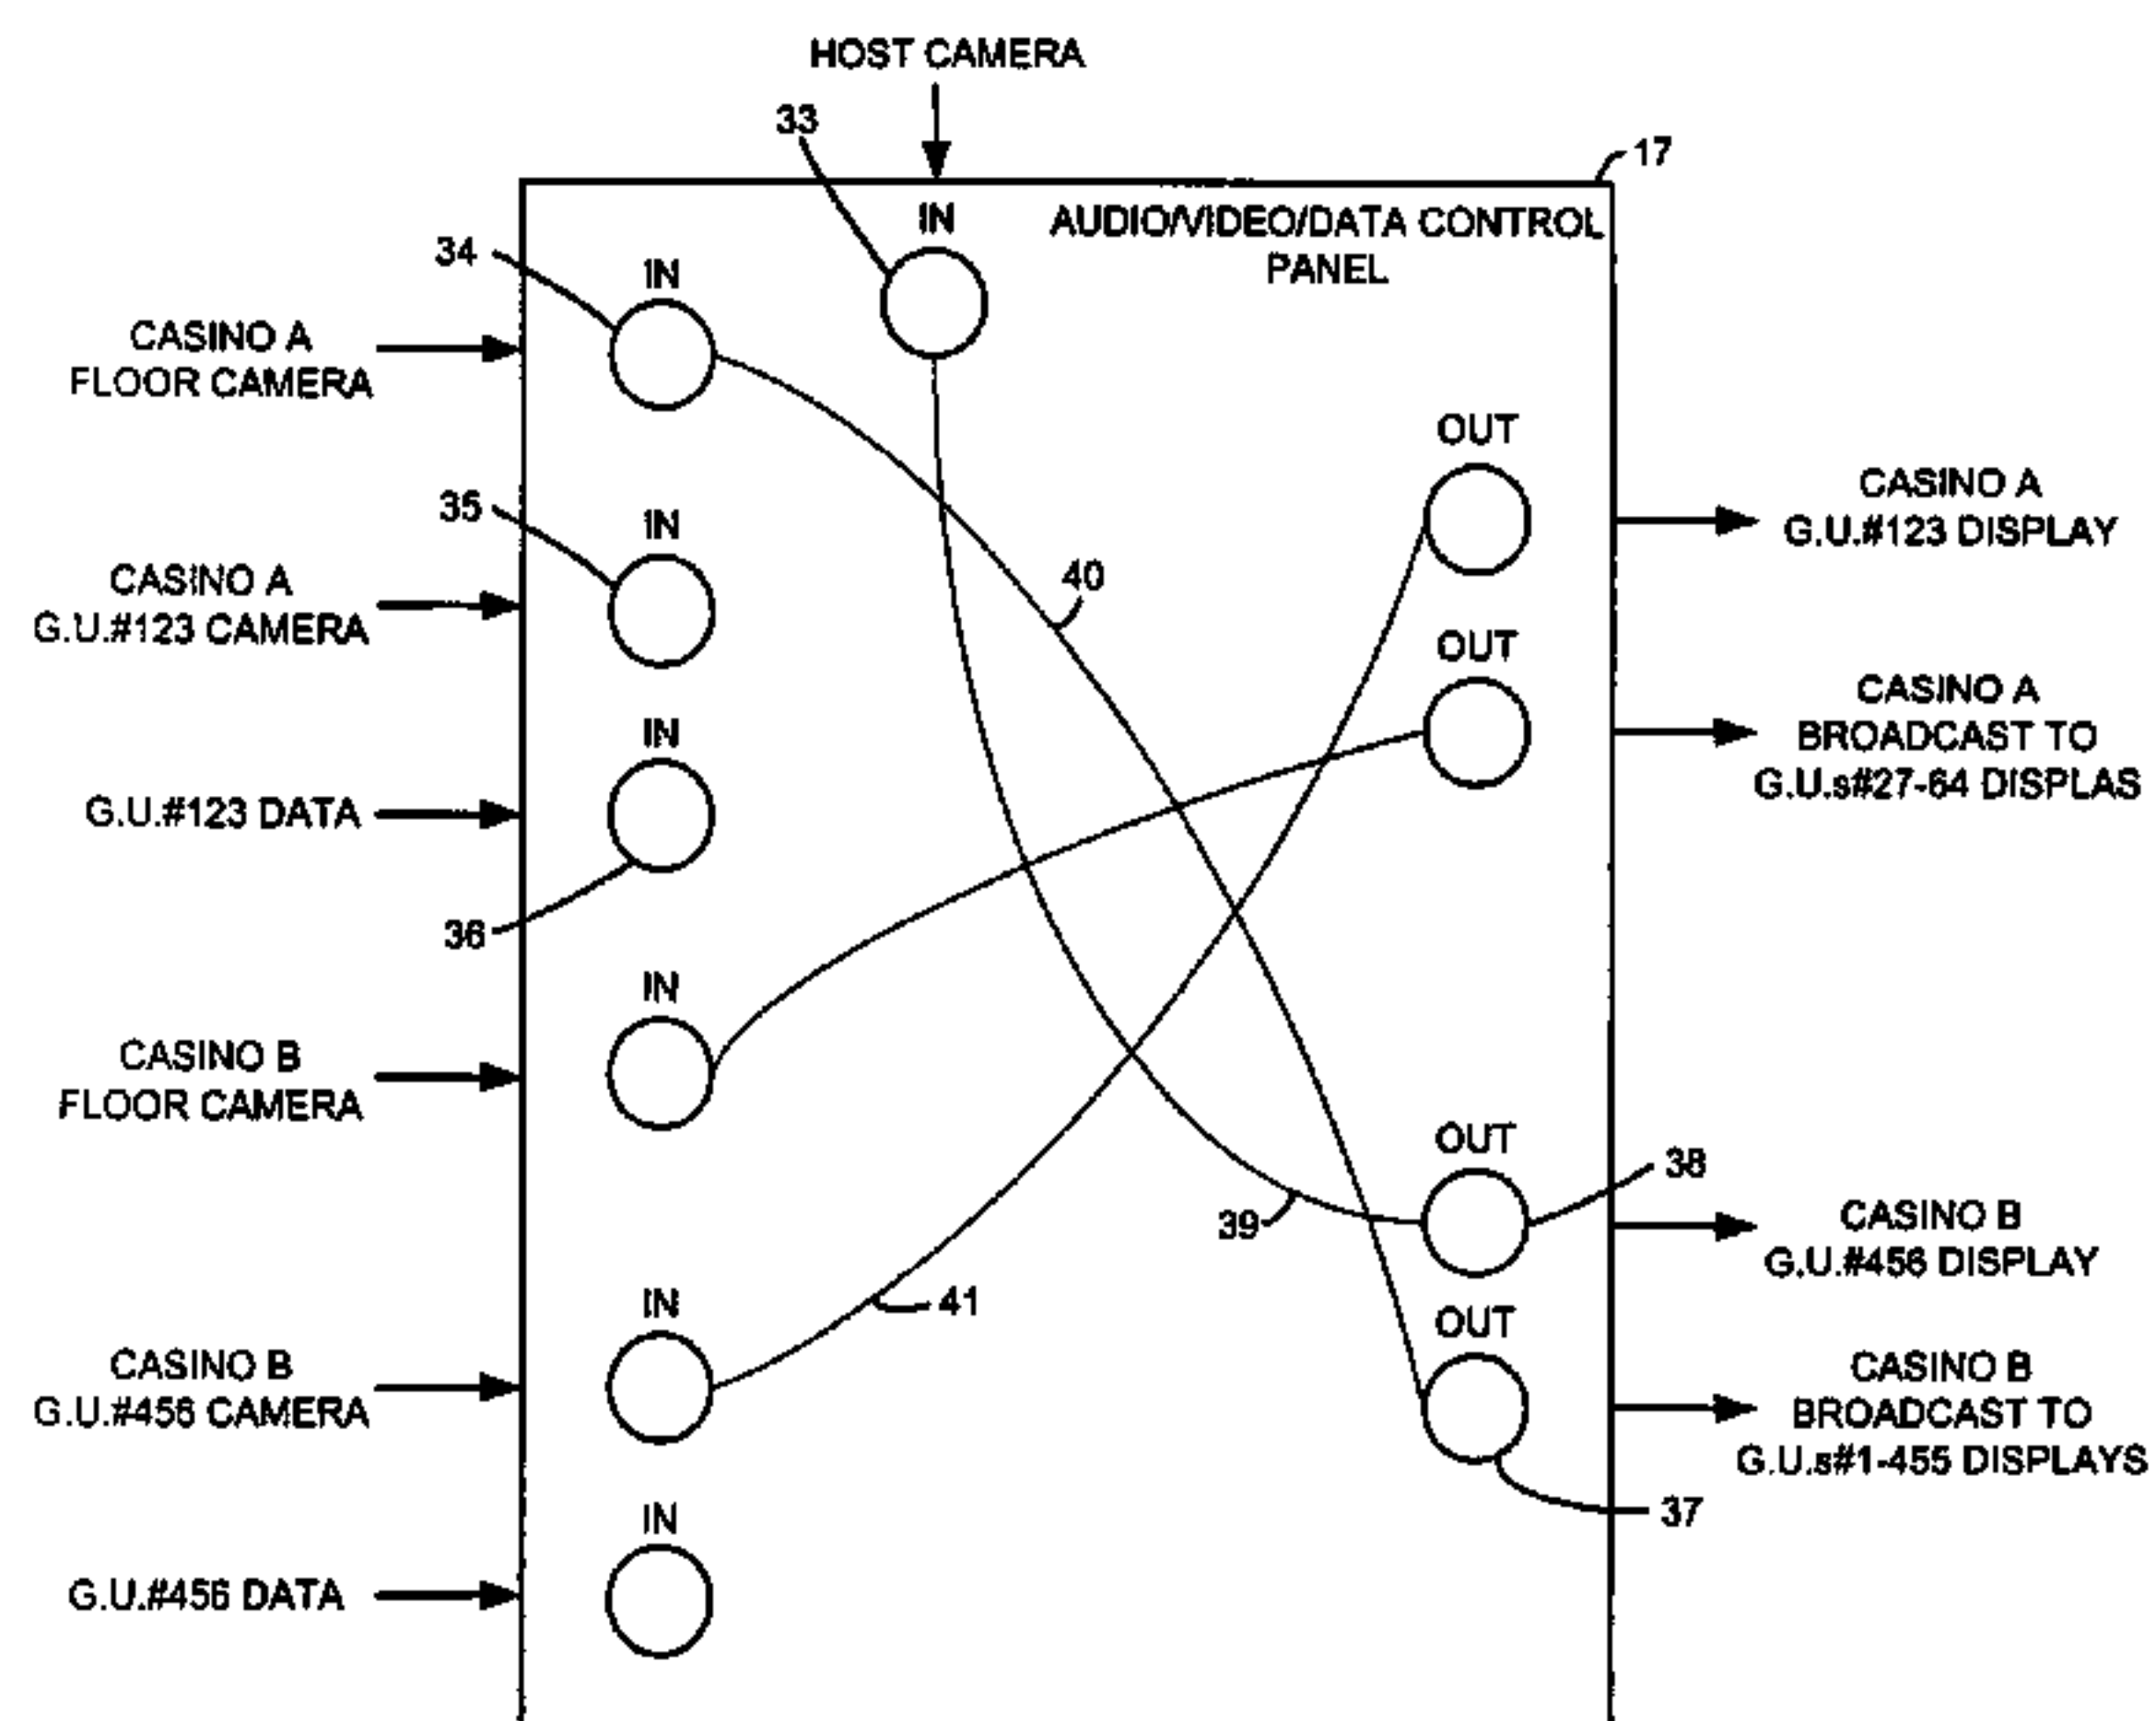 HOST CAMERA
33
17
IN
AUDIO/VIDEO/DATA CONTROL
PANEL
34
IN
CASINO A
FLOOR CAMERA
OUT
CASINO A
G.U.#123 DISPLAY
35
IN
CASINO A
G.U.#123 CAMERA
40
OUT
CASINO A
BROADCAST TO
G.U.s#27-64 DISPLAS
IN
G.U.#123 DATA
36
IN
CASINO B
FLOOR CAMERA
OUT
38
CASINO B
G.U.#456 DISPLAY
39
IN
41
CASINO B
G.U.#456 CAMERA
OUT
CASINO B
BROADCAST TO
G.U.s#1-455 DISPLAYS
37
IN
G.U.#456 DATA